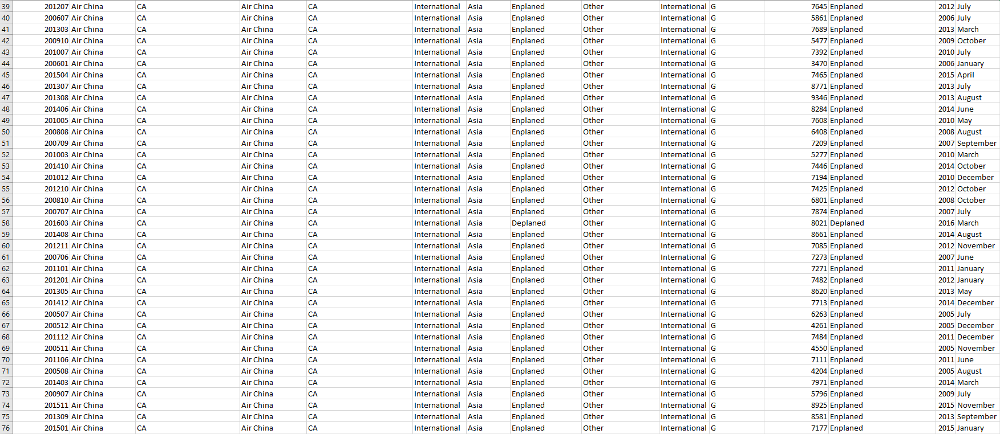 39 201207 Air China CA Air China CA International Asia Enplaned Other International G 7645 Enplaned 2012 July
40 200607 Air China CA Air China CA International Asia Enplaned Other International G 5861 Enplaned 2006 July
41 201303 Air China CA Air China CA International Asia Enplaned Other International G 7689 Enplaned 2013 March
42 200910 Air China CA Air China CA International Asia Enplaned Other International G 5477 Enplaned 2009 October
43 201007 Air China CA Air China CA International Asia Enplaned Other International G 7392 Enplaned 2010 July
44 200601 Air China CA Air China CA International Asia Enplaned Other International G 3470 Enplaned 2006 January
45 201504 Air China CA Air China CA International Asia Enplaned Other International G 7465 Enplaned 2015 April
46 201307 Air China CA Air China CA International Asia Enplaned Other International G 8771 Enplaned 2013 July
47 201308 Air China CA Air China CA International Asia Enplaned Other International G 9346 Enplaned 2013 August
48 201406 Air China CA Air China CA International Asia Enplaned Other International G 8284 Enplaned 2014 June
49 201005 Air China CA Air China CA International Asia Enplaned Other International G 7608 Enplaned 2010 May
50 200808 Air China CA Air China CA International Asia Enplaned Other International G 6408 Enplaned 2008 August
51 200709 Air China CA Air China CA International Asia Enplaned Other International G 7209 Enplaned 2007 September
52 201003 Air China CA Air China CA International Asia Enplaned Other International G 5277 Enplaned 2010 March
53 201410 Air China CA Air China CA International Asia Enplaned Other International G 7446 Enplaned 2014 October
54 201012 Air China CA Air China CA International Asia Enplaned Other International G 7194 Enplaned 2010 December
55 201210 Air China CA Air China CA International Asia Enplaned Other International G 7425 Enplaned 2012 October
56 200810 Air China CA Air China CA International Asia Enplaned Other International G 6801 Enplaned 2008 October
57 200707 Air China CA Air China CA International Asia Enplaned Other International G 7874 Enplaned 2007 July
58 201603 Air China CA Air China CA International Asia Deplaned Other International G 8021 Deplaned 2016 March
59 201408 Air China CA Air China CA International Asia Enplaned Other International G 8661 Enplaned 2014 August
60 201211 Air China CA Air China CA International Asia Enplaned Other International G 7085 Enplaned 2012 November
61 200706 Air China CA Air China CA International Asia Enplaned Other International G 7273 Enplaned 2007 June
62 201101 Air China CA Air China CA International Asia Enplaned Other International G 7271 Enplaned 2011 January
63 201201 Air China CA Air China CA International Asia Enplaned Other International G 7482 Enplaned 2012 January
64 201305 Air China CA Air China CA International Asia Enplaned Other International G 8620 Enplaned 2013 May
65 201412 Air China CA Air China CA International Asia Enplaned Other International G 7713 Enplaned 2014 December
66 200507 Air China CA Air China CA International Asia Enplaned Other International G 6263 Enplaned 2005 July
67 200512 Air China CA Air China CA International Asia Enplaned Other International G 4261 Enplaned 2005 December
68 201112 Air China CA Air China CA International Asia Enplaned Other International G 7484 Enplaned 2011 December
69 200511 Air China CA Air China CA International Asia Enplaned Other International G 4550 Enplaned 2005 November
70 201106 Air China CA Air China CA International Asia Enplaned Other International G 7111 Enplaned 2011 June
71 200508 Air China CA Air China CA International Asia Enplaned Other International G 4204 Enplaned 2005 August
72 201403 Air China CA Air China CA International Asia Enplaned Other International G 7971 Enplaned 2014 March
73 200907 Air China CA Air China CA International Asia Enplaned Other International G 5796 Enplaned 2009 July
74 201511 Air China CA Air China CA International Asia Enplaned Other International G 8925 Enplaned 2015 November
75 201309 Air China CA Air China CA International Asia Enplaned Other International G 8581 Enplaned 2013 September
76 201501 Air China CA Air China CA International Asia Enplaned Other International G 7177 Enplaned 2015 January